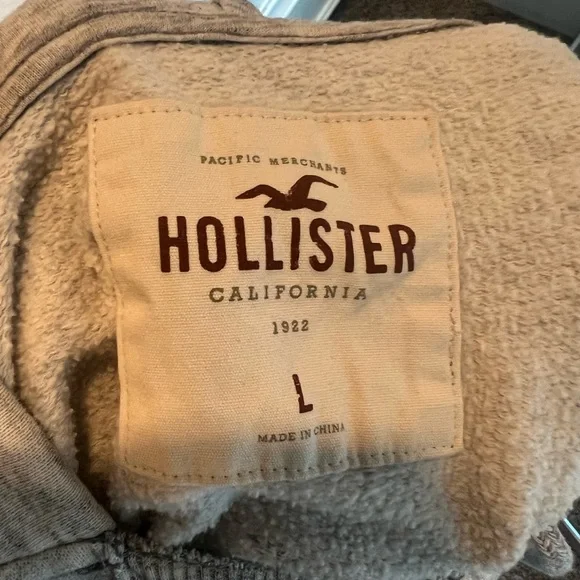 PACIFIC MERCHANTS
HOLLISTER
CALIFORNIA
1922
L
MADE IN CHINA